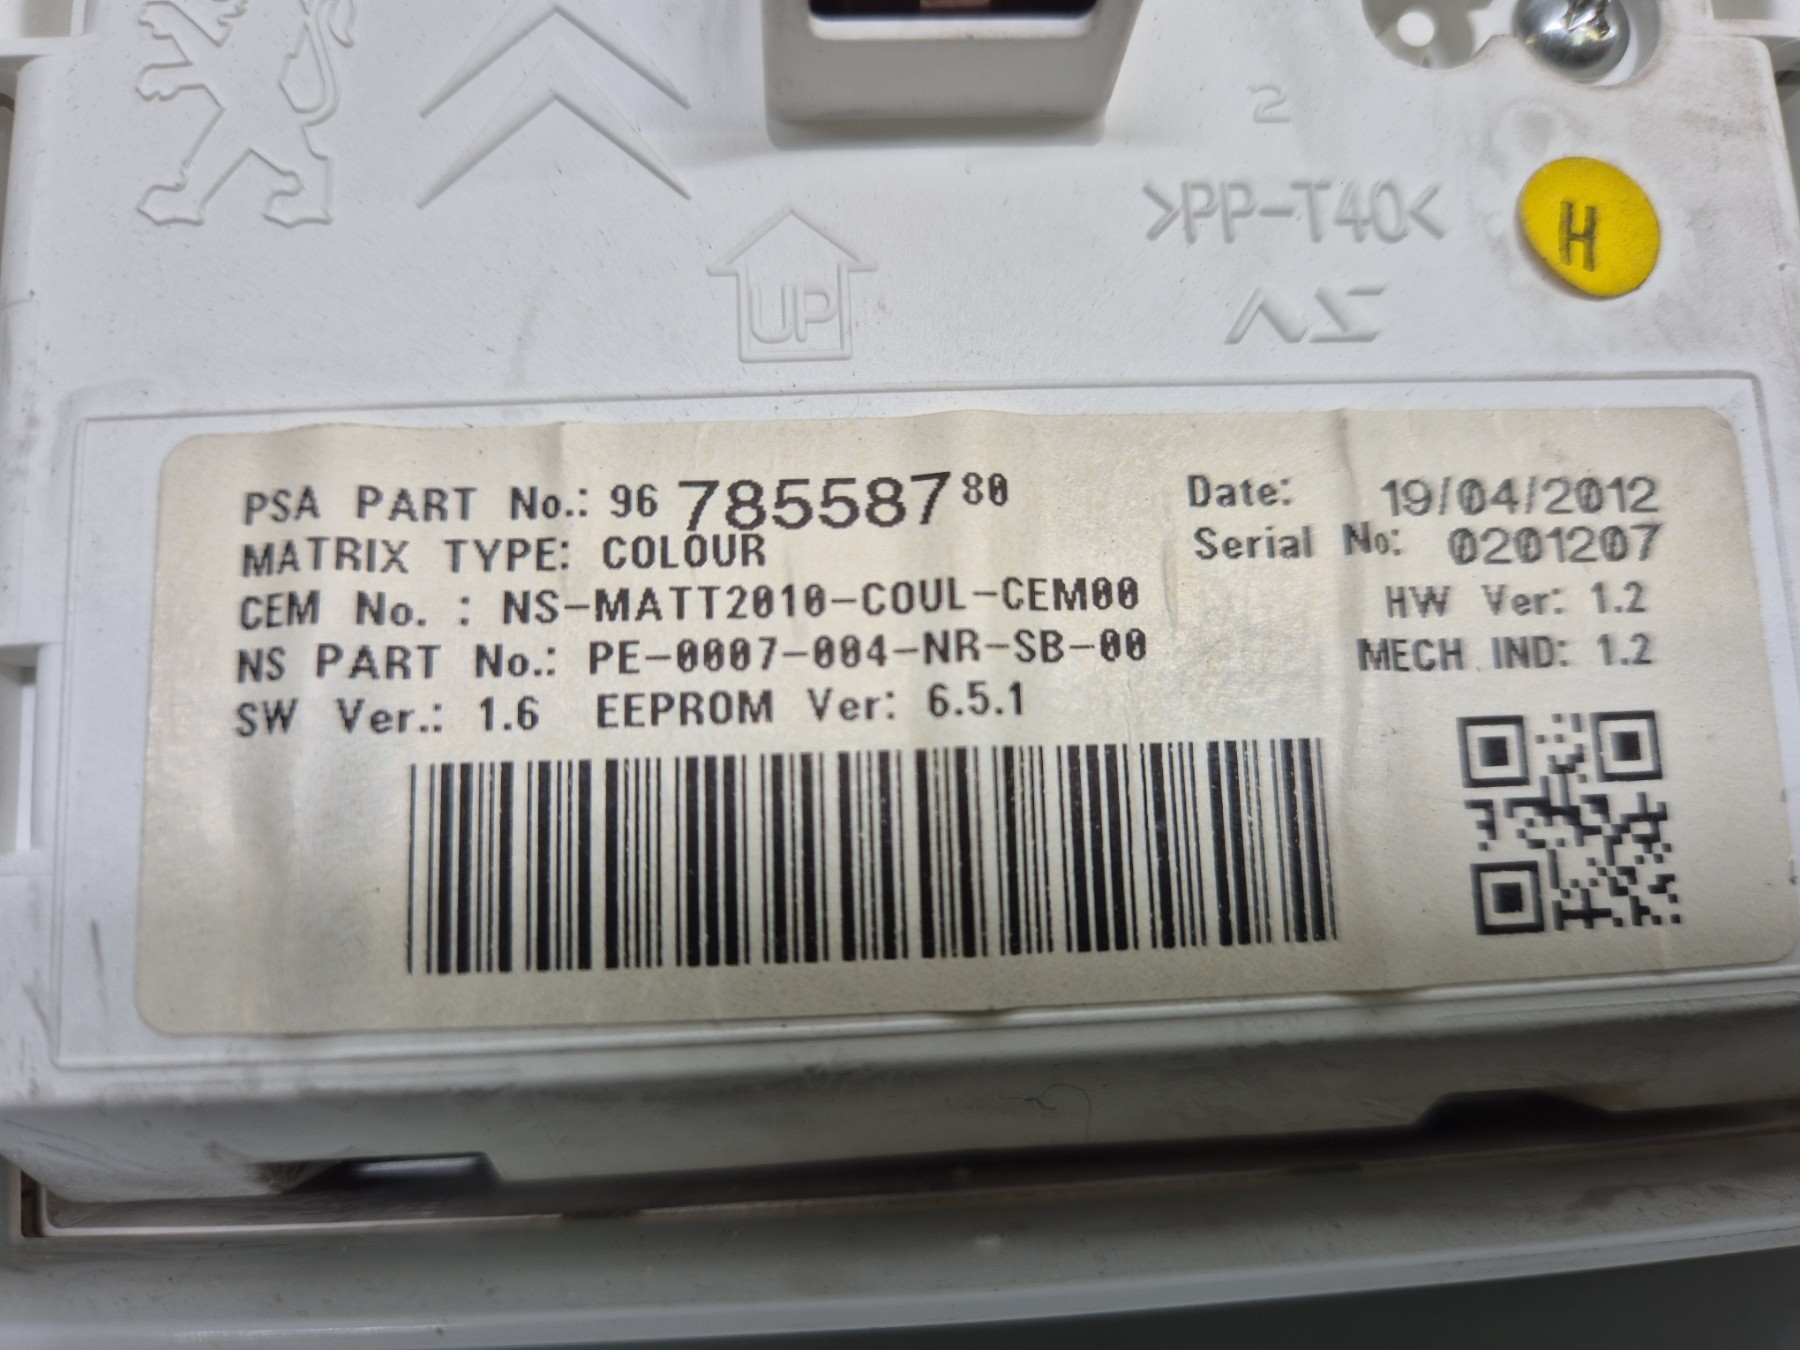 2
>PP-T40<
H
UP
PSA PART No.: 96 785587 80
MATRIX TYPE: COLOUR
CEM No. : NS-MATT2010-COUL-CEM00
NS PART No.: PE-0007-004-NR-SB-00
SW Ver.: 1.6 EEPROM Ver: 6.5.1
Date: 19/04/2012
Serial No: 0201207
HW Ver: 1.2
MECH IND: 1.2